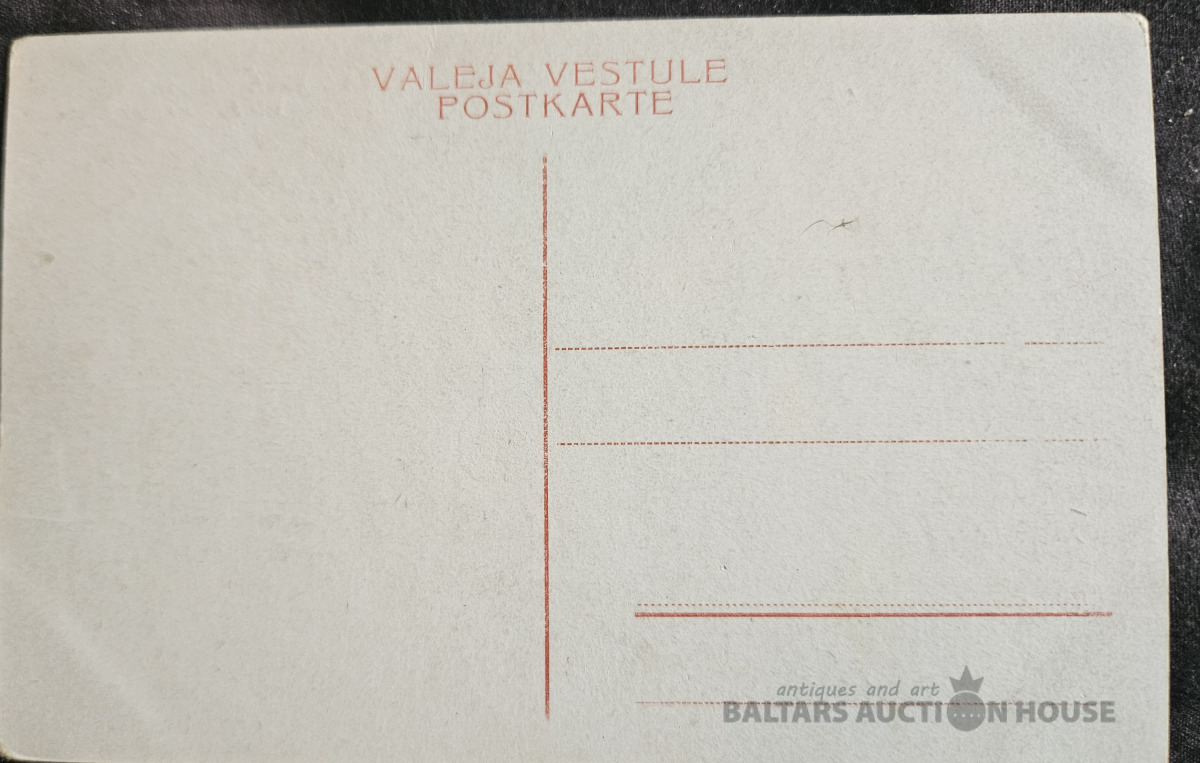 VALEJA VESTULE
POSTKARTE
antiques and art
BALTARS AUCTION HOUSE